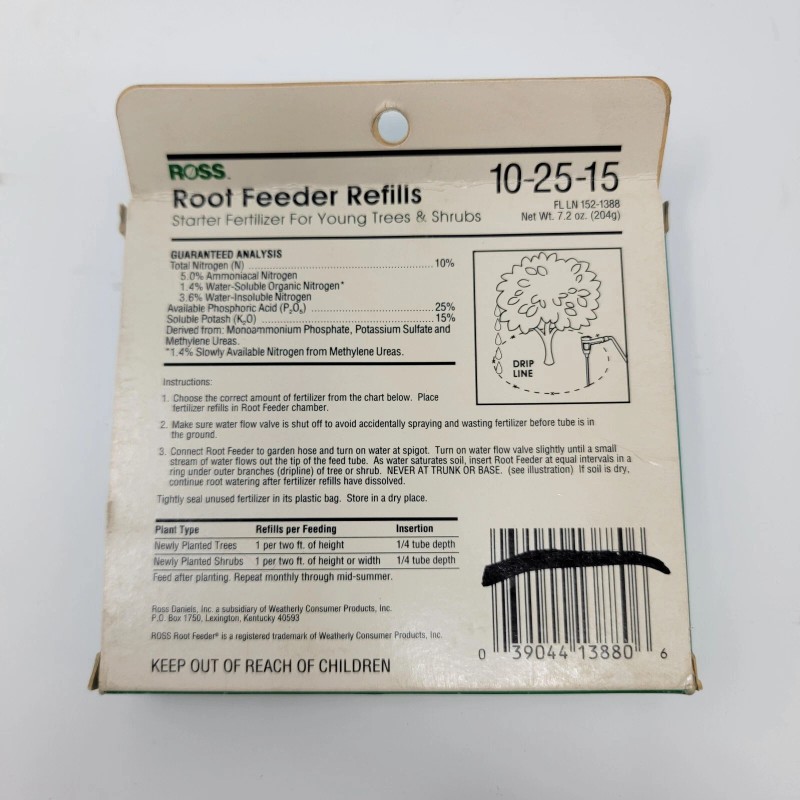 ROSS.
Root Feeder Refills
Starter Fertilizer For Young Trees & Shrubs
10-25-15
FL LN 152-1388
Net Wt. 7.2 oz. (204g)
GUARANTEED ANALYSIS
Total Nitrogen (N) ........ 10%
5.0% Ammoniacal Nitrogen
1.4% Water-Soluble Organic Nitrogen*
3.6% Water-Insoluble Nitrogen
Available Phosphoric Acid (P₂O₅) ........ 25%
Soluble Potash (K₂O) ........ 15%
Derived from: Monoammonium Phosphate, Potassium Sulfate and
Methylene Ureas.
*1.4% Slowly Available Nitrogen from Methylene Ureas.
DRIP
LINE
Instructions:
1. Choose the correct amount of fertilizer from the chart below. Place
fertilizer refills in Root Feeder chamber.
2. Make sure water flow valve is shut off to avoid accidentally spraying and wasting fertilizer before tube is in
the ground.
3. Connect Root Feeder to garden hose and turn on water at spigot. Turn on water flow valve slightly until a small
stream of water flows out the tip of the feed tube. As water saturates soil, insert Root Feeder at equal intervals in a
ring under outer branches (dripline) of tree or shrub. NEVER AT TRUNK OR BASE. (see illustration) If soil is dry,
continue root watering after fertilizer refills have dissolved.
Tightly seal unused fertilizer in its plastic bag. Store in a dry place.
Plant Type Refills per Feeding Insertion
Newly Planted Trees 1 per two ft. of height 1/4 tube depth
Newly Planted Shrubs 1 per two ft. of height or width 1/4 tube depth
Feed after planting. Repeat monthly through mid-summer.
Ross Daniels, Inc. a subsidiary of Weatherly Consumer Products, Inc.
P.O. Box 1750, Lexington, Kentucky 40593
ROSS Root Feeder® is a registered trademark of Weatherly Consumer Products, Inc.
KEEP OUT OF REACH OF CHILDREN
0 39044 13880 6